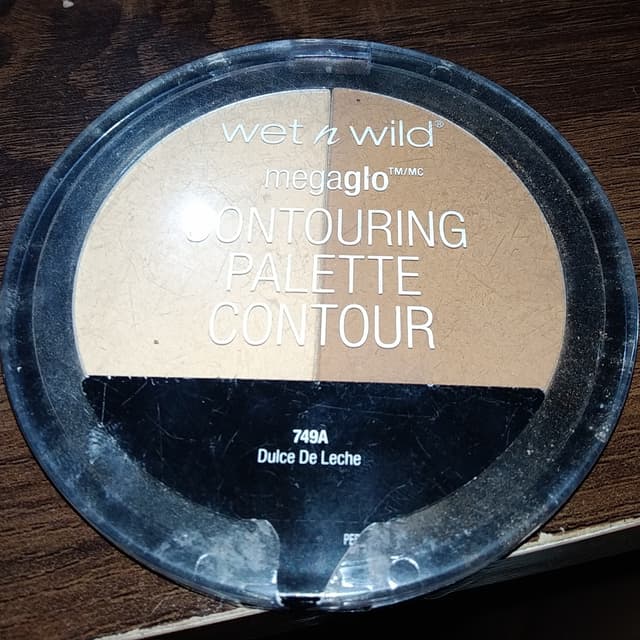 wet n wild®
megaglo™/MC
CONTOURING
PALETTE
CONTOUR
749A
Dulce De Leche